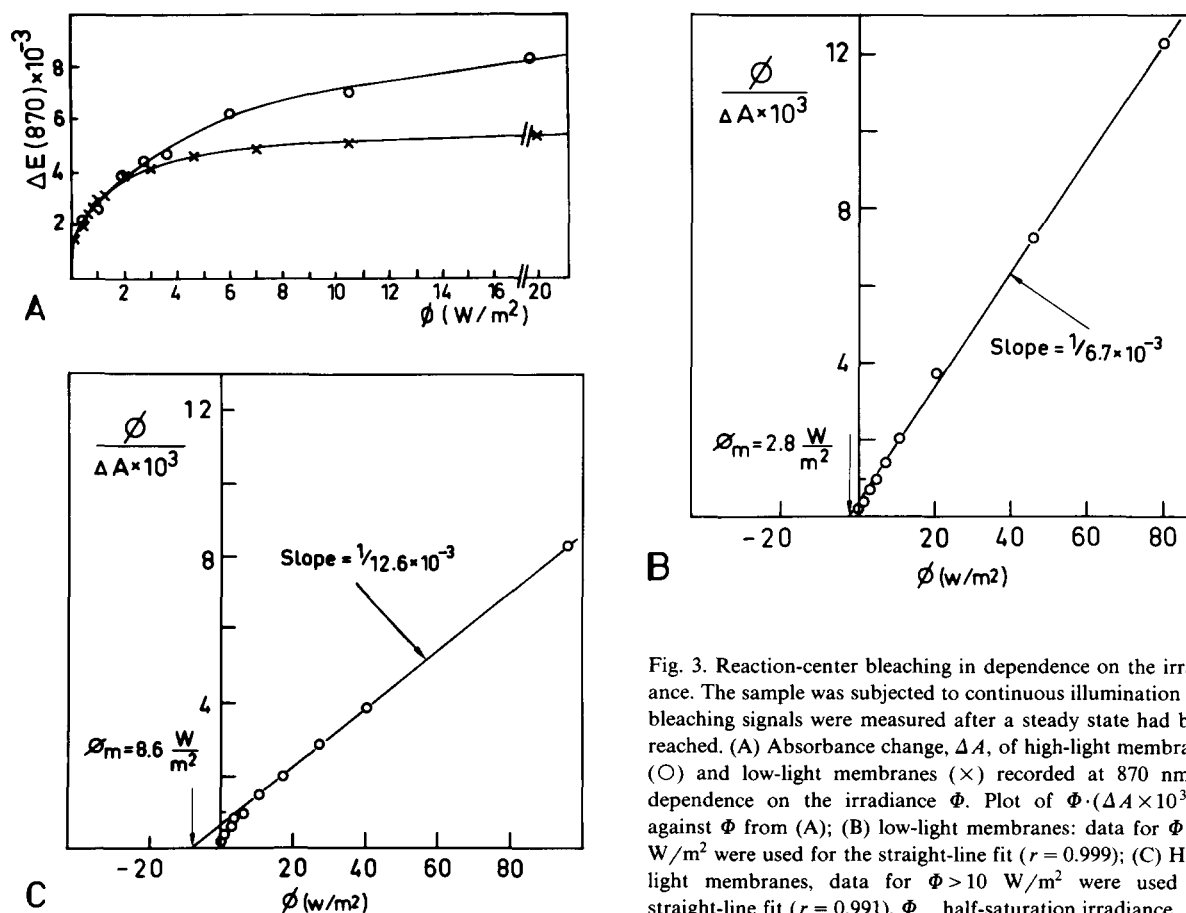 ΔE(870)×10⁻³
8
6
4
2
2 4 6 8 10 12 14 16 20
Φ (W/m²)
A
12
8
4
Φ
ΔA×10³
Slope = 1/6.7×10⁻³
Φm=2.8 W/m²
-20 0 20 40 60 80
Φ (w/m²)
B
12
8
4
Φ
ΔA×10³
Slope = 1/12.6×10⁻³
Φm=8.6 W/m²
-20 0 20 40 60 80
Φ (w/m²)
C
Fig. 3. Reaction-center bleaching in dependence on the irra
ance. The sample was subjected to continuous illumination
bleaching signals were measured after a steady state had b
reached. (A) Absorbance change, ΔA, of high-light membra
(○) and low-light membranes (×) recorded at 870 nm
dependence on the irradiance Φ. Plot of Φ·(ΔA×10³
against Φ from (A); (B) low-light membranes: data for Φ
W/m² were used for the straight-line fit (r = 0.999); (C) H
light membranes, data for Φ > 10 W/m² were used
straight-line fit (r = 0.991). Φ half-saturation irradiance